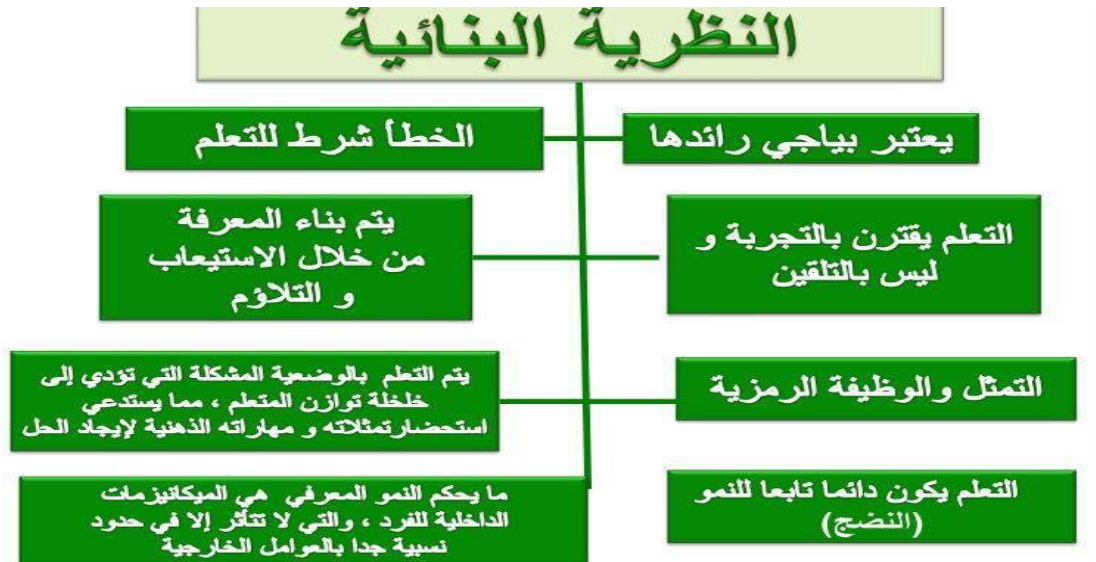 النظرية البنائية
يعتبر بياجي رائدها
الخطأ شرط للتعلم
التعلم يقترن بالتجربة و
ليس بالتلقين
يتم بناء المعرفة
من خلال الاستيعاب
و التلاؤم
التمثل والوظيفة الرمزية
يتم التعلم بالوضعية المشكلة التي تؤدي إلى
خلخلة توازن المتعلم ، مما يستدعي
استحضارتمثلاته و مهاراته الذهنية لإيجاد الحل
التعلم يكون دائما تابعا للنمو
(النضج)
ما يحكم النمو المعرفي هي الميكانيزمات
الداخلية للفرد ، والتي لا تتأثر إلا في حدود
نسبية جدا بالعوامل الخارجية